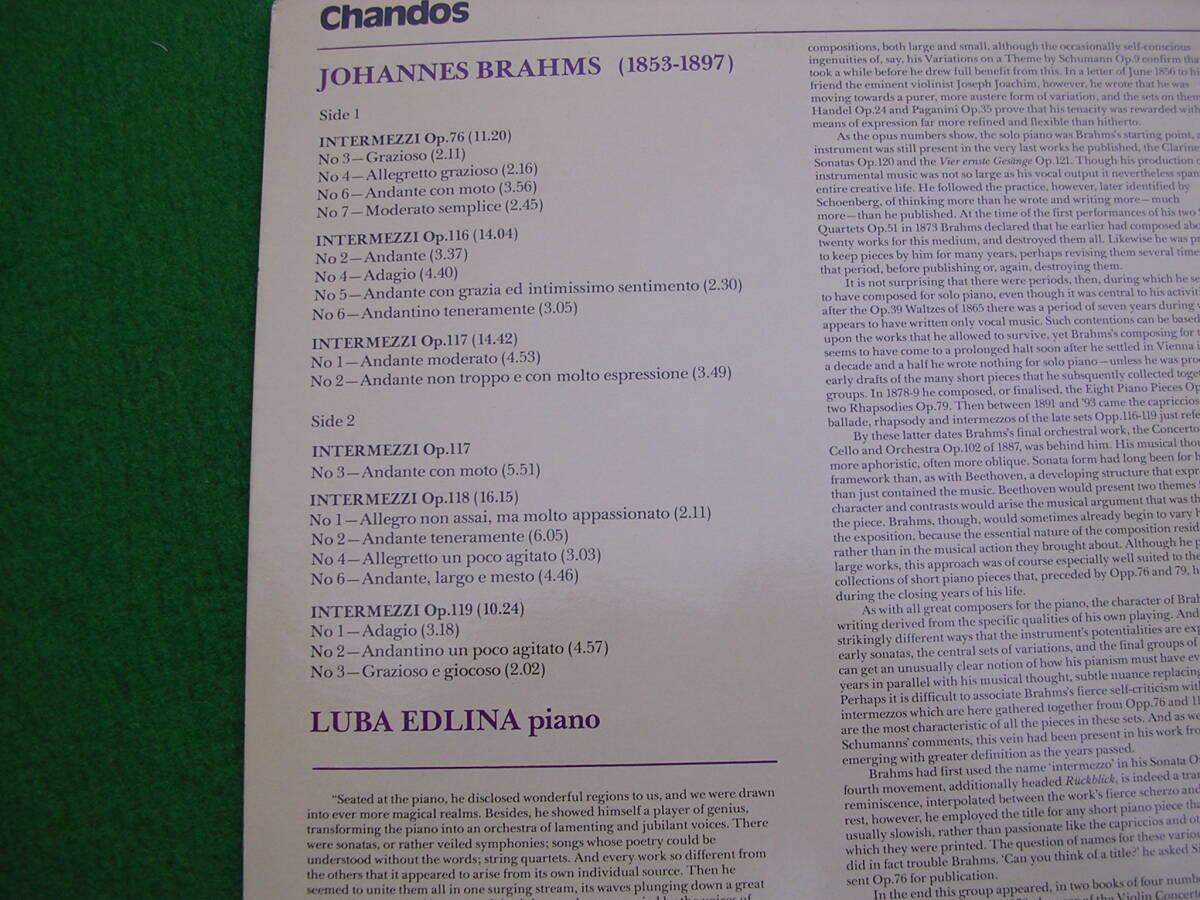 Chandos
JOHANNES BRAHMS (1853-1897)
Side 1
INTERMEZZI Op.76 (11.20)
No 3—Grazioso (2.11)
No 4—Allegretto grazioso (2.16)
No 6—Andante con moto (3.56)
No 7—Moderato semplice (2.45)
INTERMEZZI Op.116 (14.04)
No 2—Andante (3.37)
No 4—Adagio (4.40)
No 5—Andante con grazia ed intimissimo sentimento (2.30)
No 6—Andantino teneramente (3.05)
INTERMEZZI Op.117 (14.42)
No 1—Andante moderato (4.53)
No 2—Andante non troppo e con molto espressione (3.49)
Side 2
INTERMEZZI Op.117
No 3—Andante con moto (5.51)
INTERMEZZI Op.118 (16.15)
No 1—Allegro non assai, ma molto appassionato (2.11)
No 2—Andante teneramente (6.05)
No 4—Allegretto un poco agitato (3.03)
No 6—Andante, largo e mesto (4.46)
INTERMEZZI Op.119 (10.24)
No 1—Adagio (3.18)
No 2—Andantino un poco agitato (4.57)
No 3—Grazioso e giocoso (2.02)
LUBA EDLINA piano
"Seated at the piano, he disclosed wonderful regions to us, and we were drawn
into ever more magical realms. Besides, he showed himself a player of genius,
transforming the piano into an orchestra of lamenting and jubilant voices. There
were sonatas, or rather veiled symphonies; songs whose poetry could be
understood without the words; string quartets. And every work so different from
the others that it appeared to arise from its own individual source. Then he
seemed to unite them all in one surging stream, its waves plunging down a great
compositions, both large and small, although the occasionally self-conscious
ingenuities of, say, his Variations on a Theme by Schumann Op.9 confirm tha
took a while before he drew full benefit from this. In a letter of June 1856 to hi
friend the eminent violinist Joseph Joachim, however, he wrote that he was
moving towards a purer, more austere form of variation, and the sets on them
Handel Op.24 and Paganini Op.35 prove that his tenacity was rewarded with
means of expression far more refined and flexible than hitherto.
As the opus numbers show, the solo piano was Brahms's starting point, a
instrument was still present in the very last works he published, the Clarine
Sonatas Op.120 and the Vier ernste Gesänge Op.121. Though his production o
instrumental music was not so large as his vocal output it nevertheless span
entire creative life. He followed the practice, however, later identified by
Schoenberg, of thinking more than he wrote and writing more—much
more—than he published. At the time of the first performances of his two
Quartets Op.51 in 1873 Brahms declared that he earlier had composed abo
twenty works for this medium, and destroyed them all. Likewise he was pr
to keep pieces by him for many years, perhaps revising them several time
that period, before publishing or, again, destroying them.
It is not surprising that there were periods, then, during which he se
to have composed for solo piano, even though it was central to his activiti
after the Op.39 Waltzes of 1865 there was a period of seven years during w
appears to have written only vocal music. Such contentions can be based
upon the works that he allowed to survive, yet Brahms's composing for t
seems to have come to a prolonged halt soon after he settled in Vienna i
a decade and a half he wrote nothing for solo piano—unless he was pro
early drafts of the many short pieces that he subsquently collected toget
groups. In 1878-9 he composed, or finalised, the Eight Piano Pieces Op
two Rhapsodies Op.79. Then between 1891 and '93 came the capriccios
ballade, rhapsody and intermezzos of the late sets Opp.116-119 just refe
By these latter dates Brahms's final orchestral work, the Concerto
Cello and Orchestra Op.102 of 1887, was behind him. His musical thou
more aphoristic, often more oblique. Sonata form had long been for h
framework than, as with Beethoven, a developing structure that expr
than just contained the music. Beethoven would present two themes
character and contrasts would arise the musical argument that was th
the piece. Brahms, though, would sometimes already begin to vary h
the exposition, because the essential nature of the composition resid
rather than in the musical action they brought about. Although he p
large works, this approach was of course especially well suited to the
collections of short piano pieces that, preceded by Opp.76 and 79, h
during the closing years of his life.
As with all great composers for the piano, the character of Brah
writing derived from the specific qualities of his own playing. And
strikingly different ways that the instrument's potentialities are exp
early sonatas, the central sets of variations, and the final groups of
can get an unusually clear notion of how his pianism must have ev
years in parallel with his musical thought, subtle nuance replacing
Perhaps it is difficult to associate Brahms's fierce self-criticism wit
intermezzos which are here gathered together from Opp.76 and 11
are the most characteristic of all the pieces in these sets. And as we
Schumanns' comments, this vein had been present in his work fro
emerging with greater definition as the years passed.
Brahms had first used the name 'intermezzo' in his Sonata O
fourth movement, additionally headed Rückblick, is indeed a tra
reminiscence, interpolated between the work's fierce scherzo and
rest, however, he employed the title for any short piano piece tha
usually slowish, rather than passionate like the capriccios and ot
which they were printed. The question of names for these variou
did in fact trouble Brahms. 'Can you think of a title?' he asked Si
sent Op.76 for publication.
In the end this group appeared, in two books of four numb